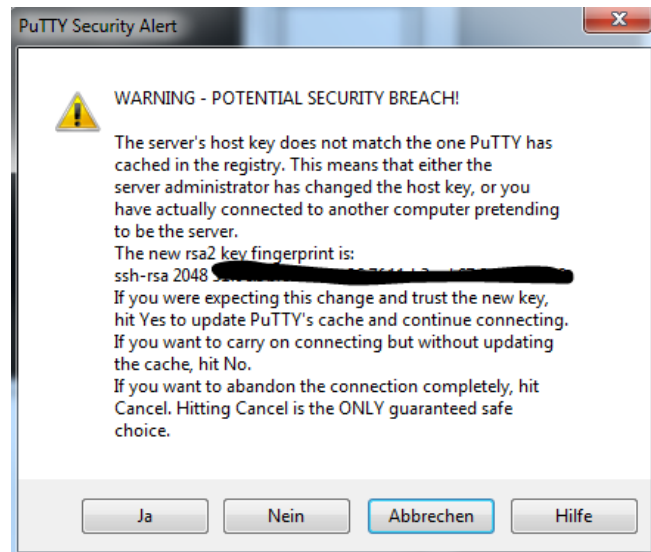 PuTTY Security Alert
WARNING - POTENTIAL SECURITY BREACH!
The server's host key does not match the one PuTTY has
cached in the registry. This means that either the
server administrator has changed the host key, or you
have actually connected to another computer pretending
to be the server.
The new rsa2 key fingerprint is:
ssh-rsa 2048
If you were expecting this change and trust the new key,
hit Yes to update PuTTY's cache and continue connecting.
If you want to carry on connecting but without updating
the cache, hit No.
If you want to abandon the connection completely, hit
Cancel. Hitting Cancel is the ONLY guaranteed safe
choice.
Ja Nein Abbrechen Hilfe